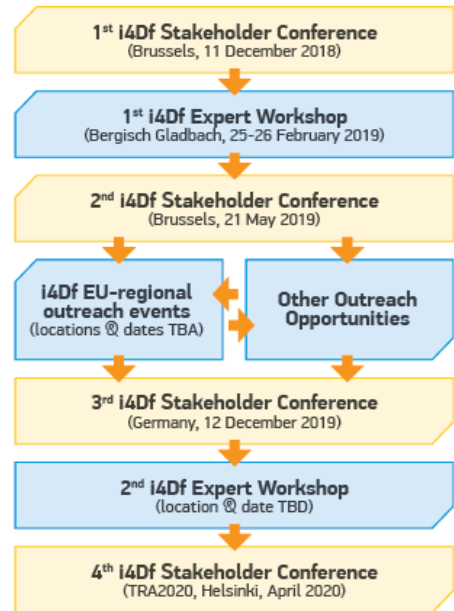 1st i4Df Stakeholder Conference
(Brussels, 11 December 2018)
1st i4Df Expert Workshop
(Bergisch Gladbach, 25-26 February 2019)
2nd i4Df Stakeholder Conference
(Brussels, 21 May 2019)
i4Df EU-regional
outreach events
(locations & dates TBA)
Other Outreach
Opportunities
3rd i4Df Stakeholder Conference
(Germany, 12 December 2019)
2nd i4Df Expert Workshop
(location & date TBD)
4th i4Df Stakeholder Conference
(TRA2020, Helsinki, April 2020)